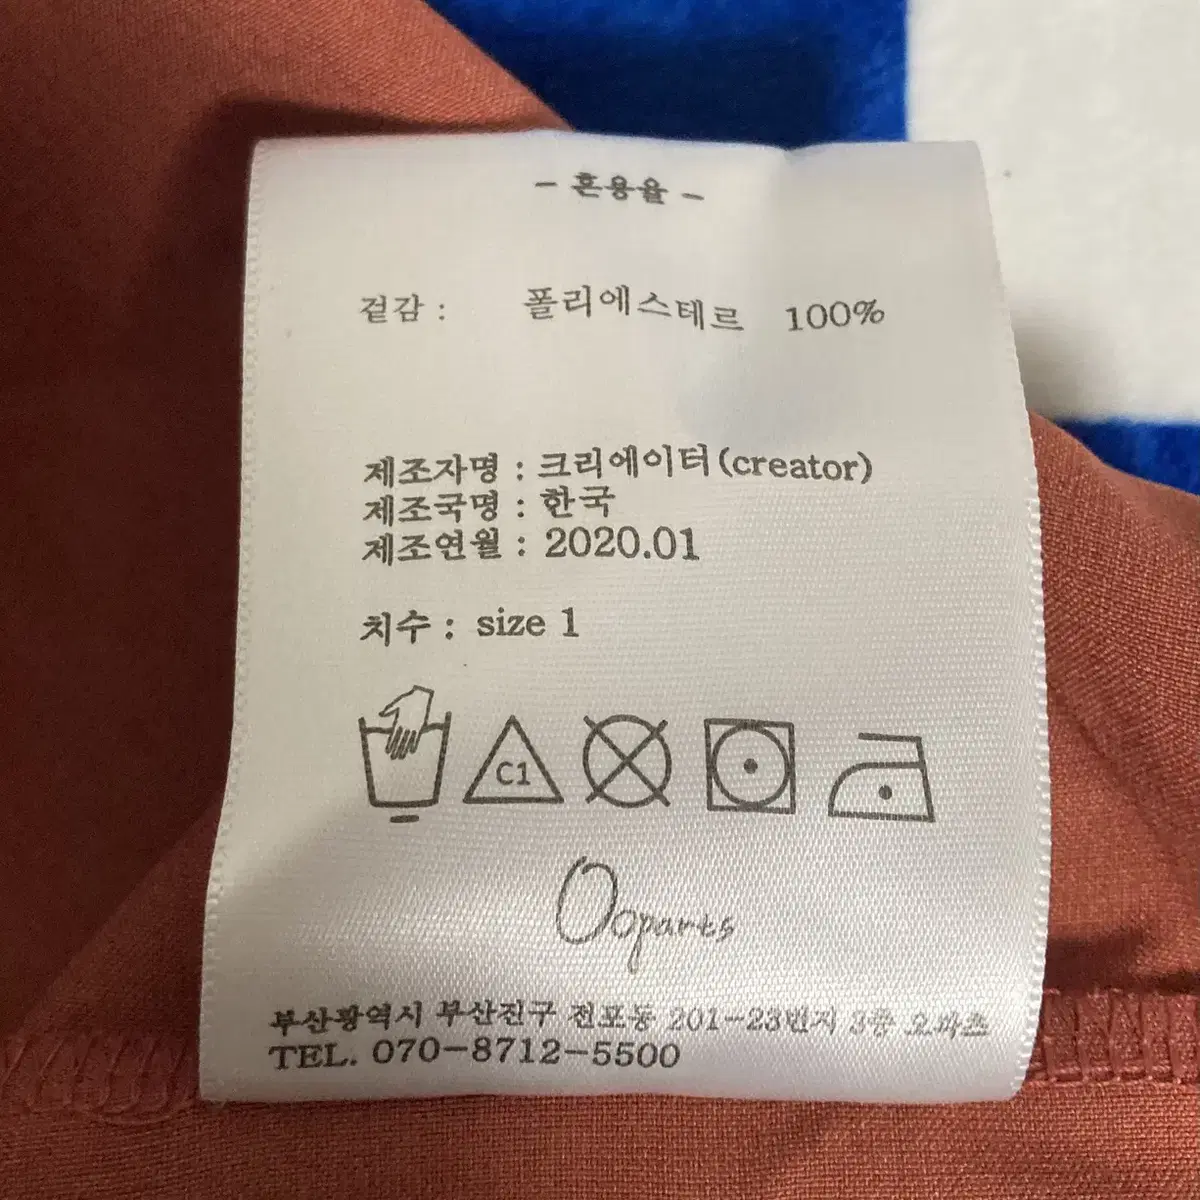 - 혼용율 -
겉감 : 폴리에스테르 100%
제조자명 : 크리에이터(creator)
제조국명 : 한국
제조연월 : 2020.01
치수 : size 1
C1
Ooparts
부산광역시 부산진구 전포동 201-23번지 3층 오파츠
TEL. 070-8712-5500